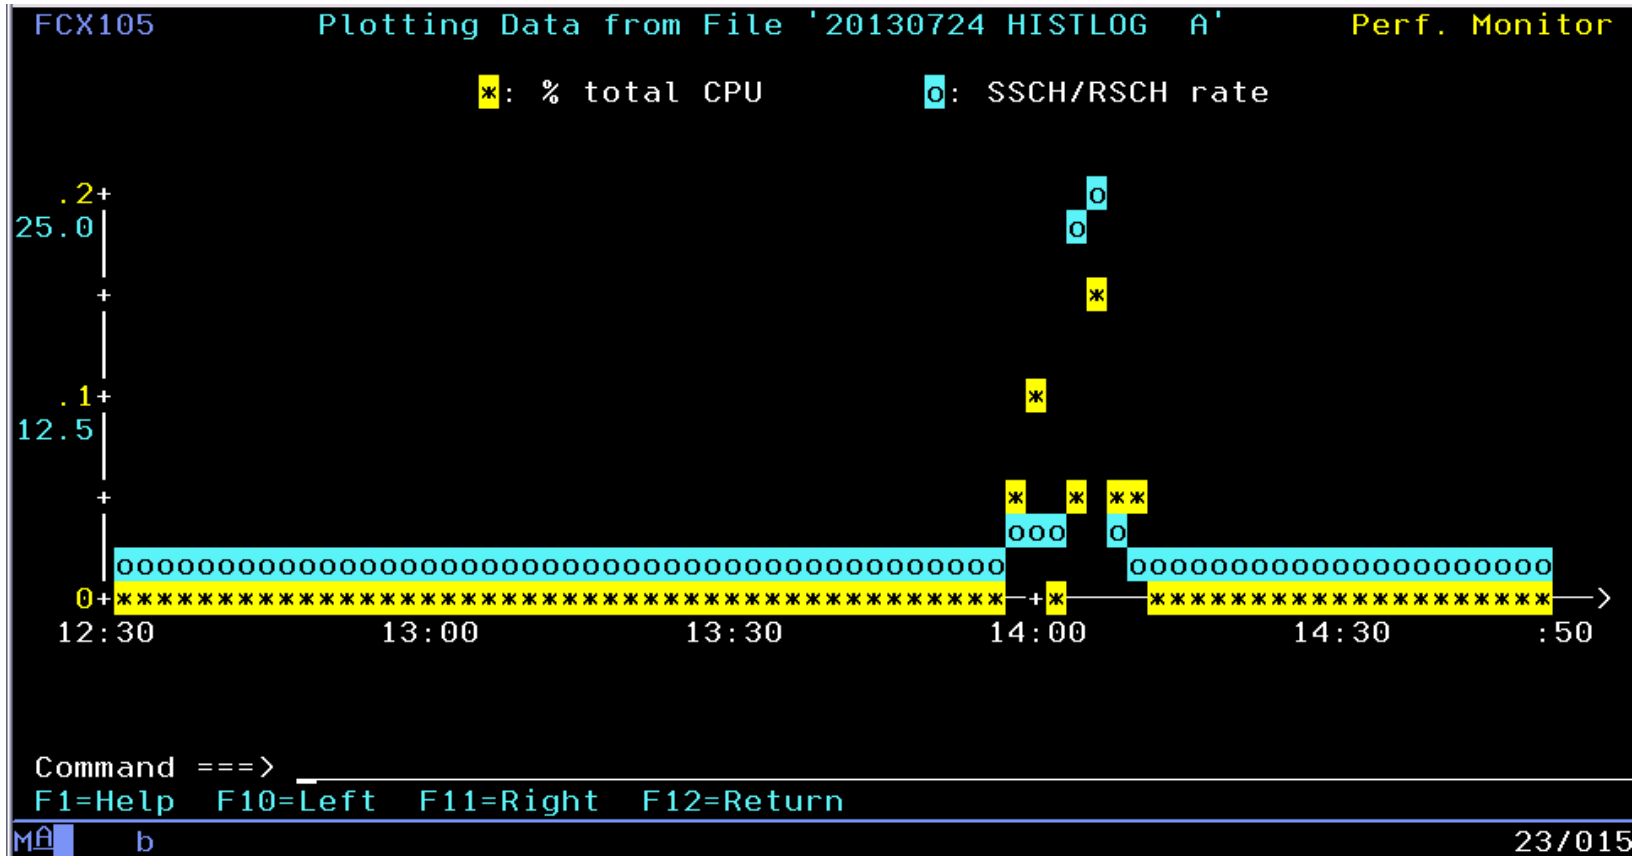 FCX105 Plotting Data from File '20130724 HISTLOG A' Perf. Monitor
*: % total CPU o: SSCH/RSCH rate
.2+ o
25.0| o
+ *
.1+ *
12.5|
+ * * **
| ooo o
|oooooooooooooooooooooooooooooooooooooooooooo ooooooooooooooooooooo
0+********************************************—+*————********************—>
12:30 13:00 13:30 14:00 14:30 :50
Command ===> _
F1=Help F10=Left F11=Right F12=Return
MA b 23/015